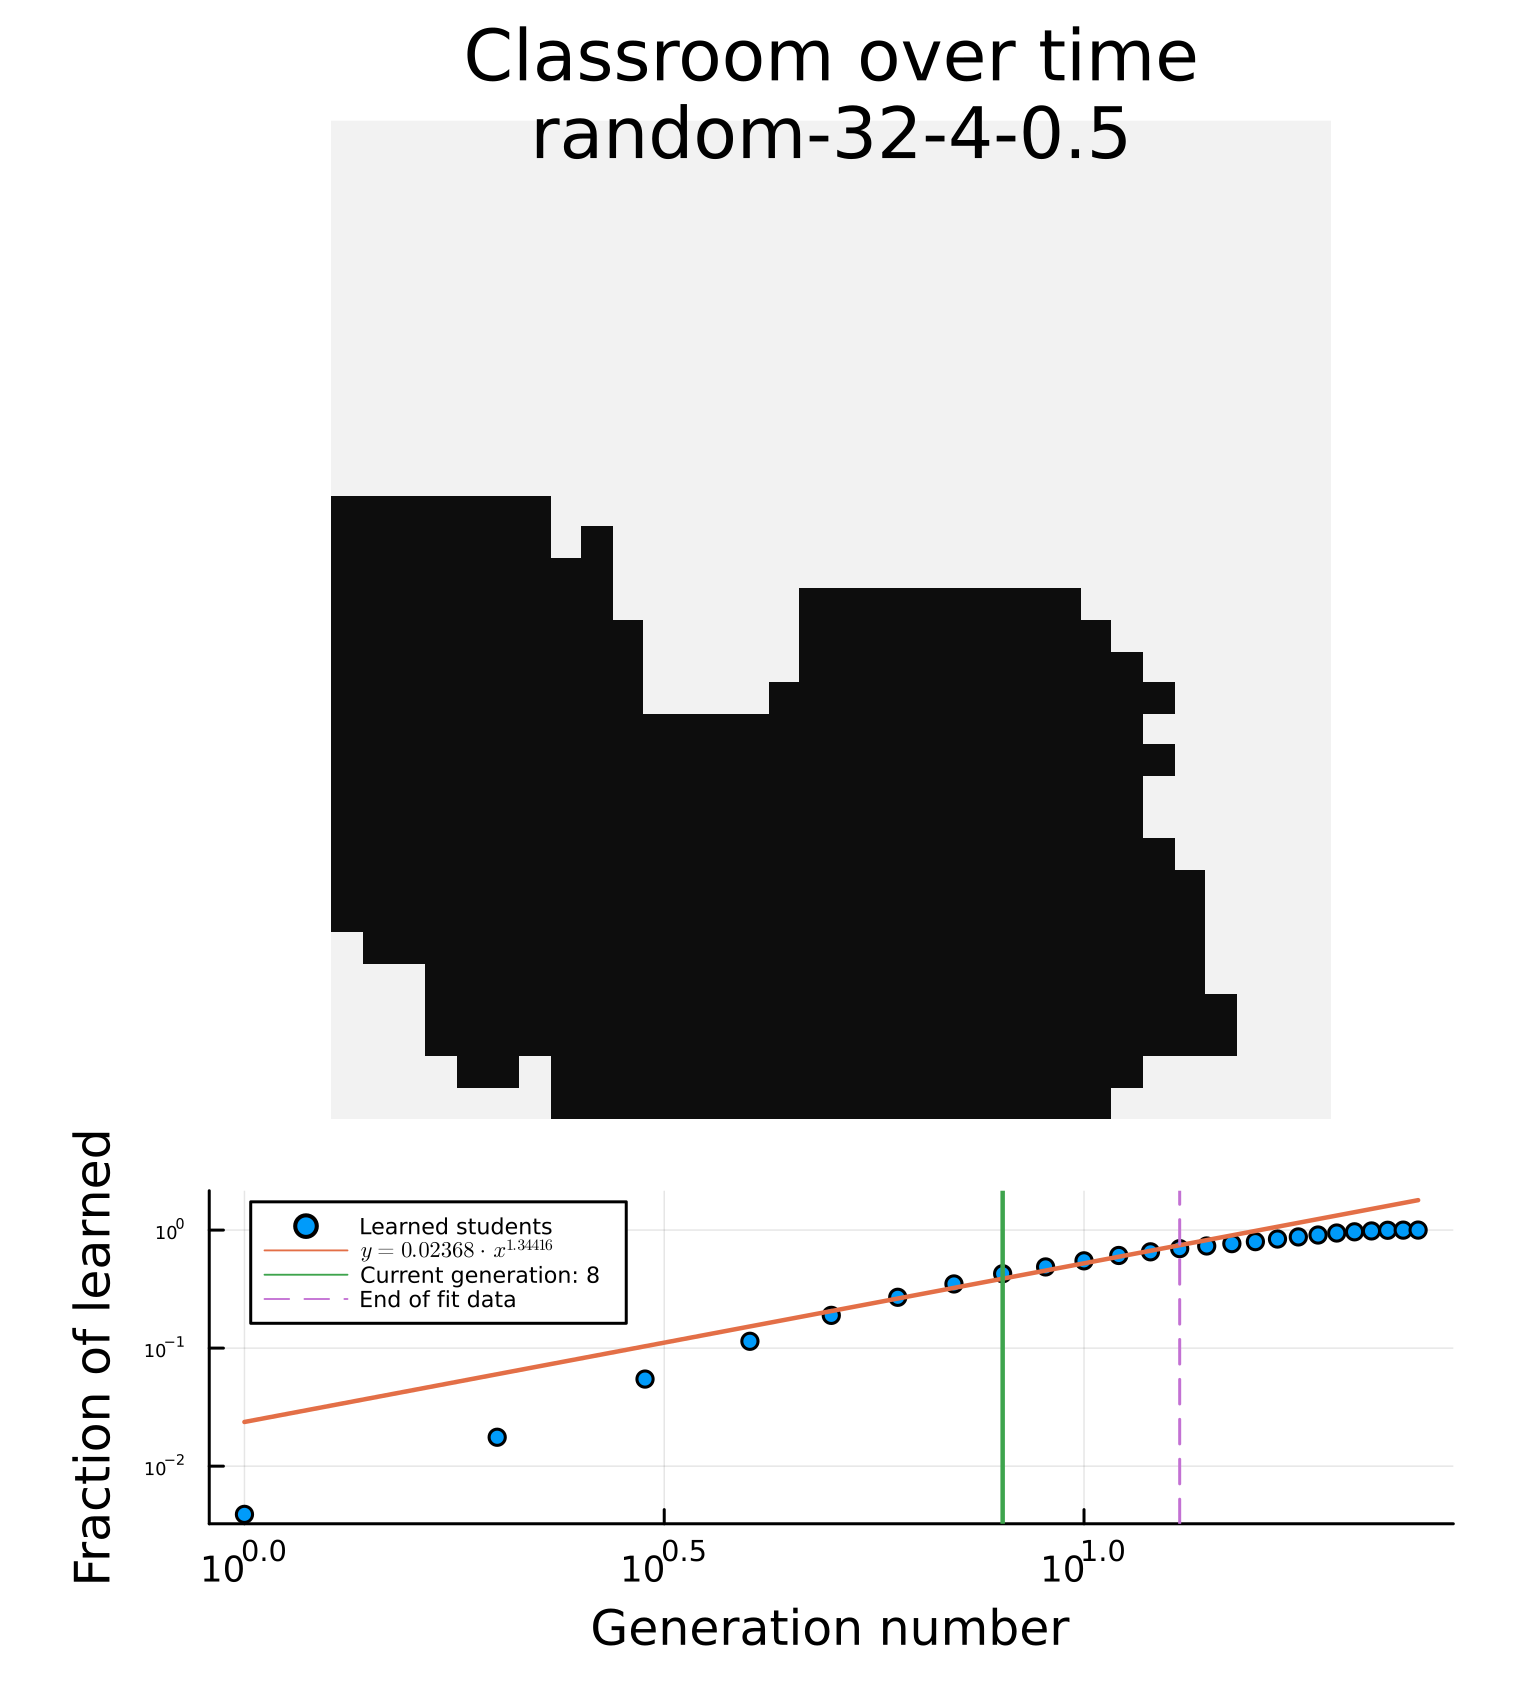 Classroom over time
random-32-4-0.5
Fraction of learned
10⁰
10⁻¹
10⁻²
Learned students
y = 0.02368 · x^1.34416
Current generation: 8
End of fit data
10^0.0
10^0.5
10^1.0
Generation number